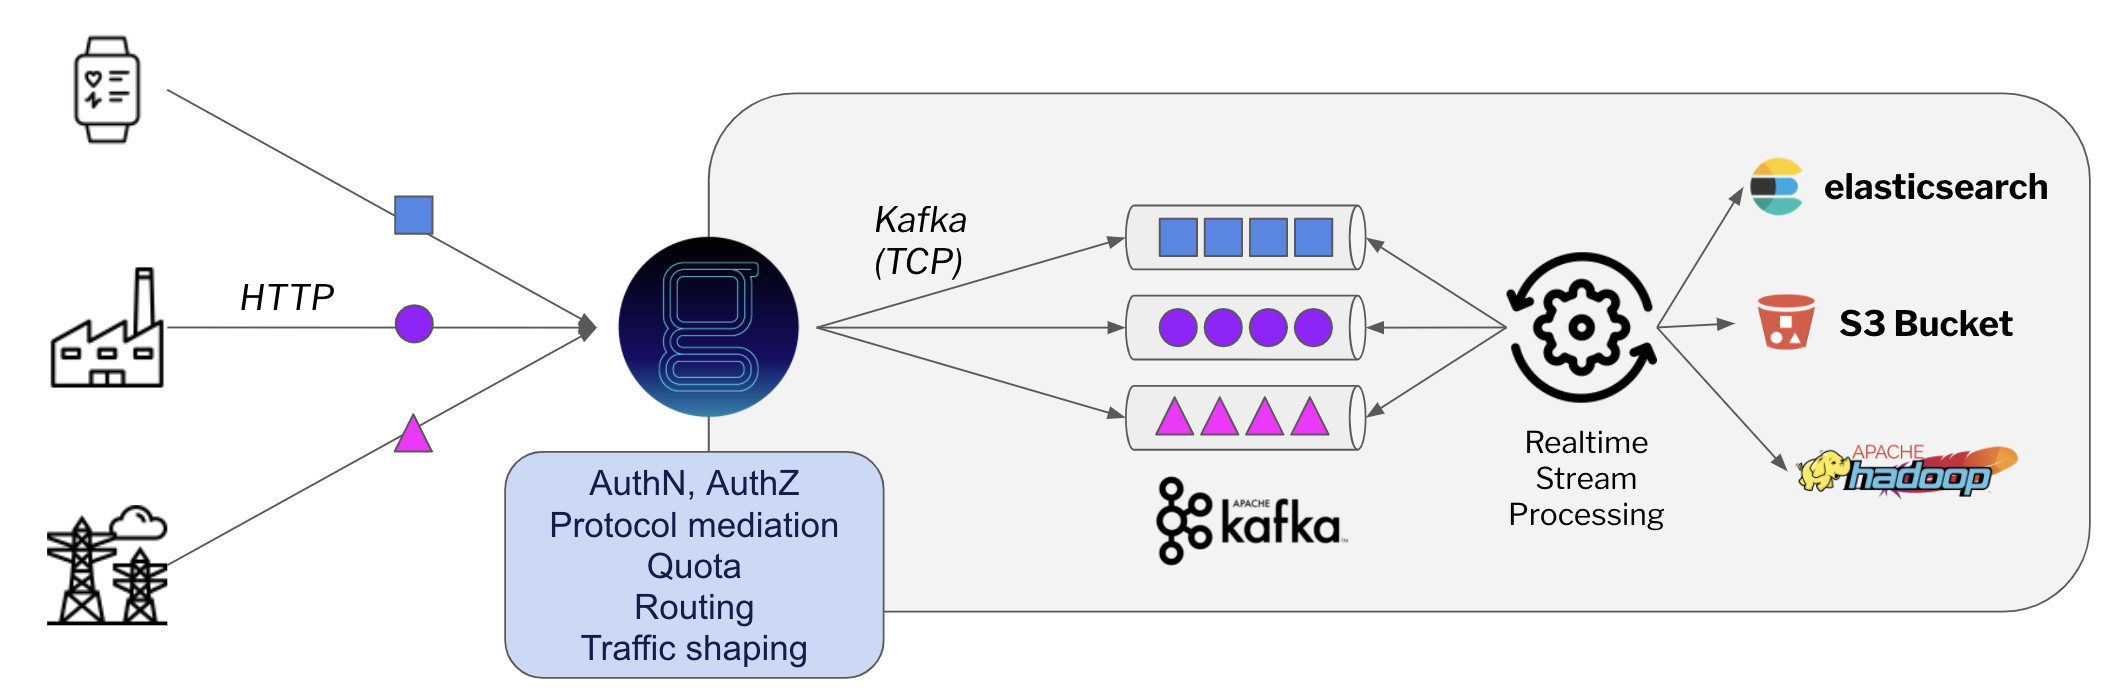 HTTP
g
Kafka
(TCP)
AuthN, AuthZ
Protocol mediation
Quota
Routing
Traffic shaping
APACHE
kafka™
Realtime
Stream
Processing
elasticsearch
S3 Bucket
APACHE
hadoop